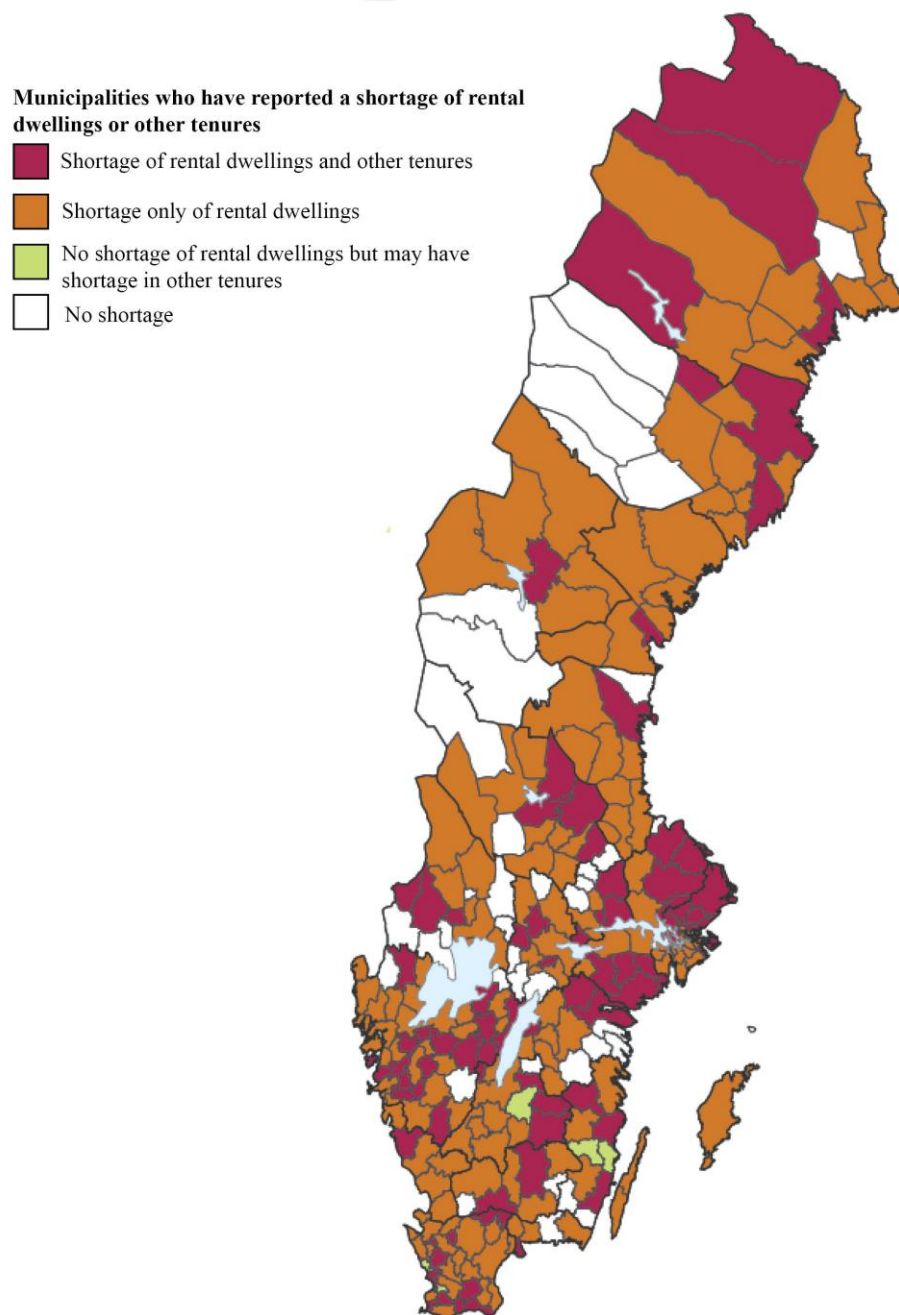 Municipalities who have reported a shortage of rental
dwellings or other tenures
Shortage of rental dwellings and other tenures
Shortage only of rental dwellings
No shortage of rental dwellings but may have
shortage in other tenures
No shortage